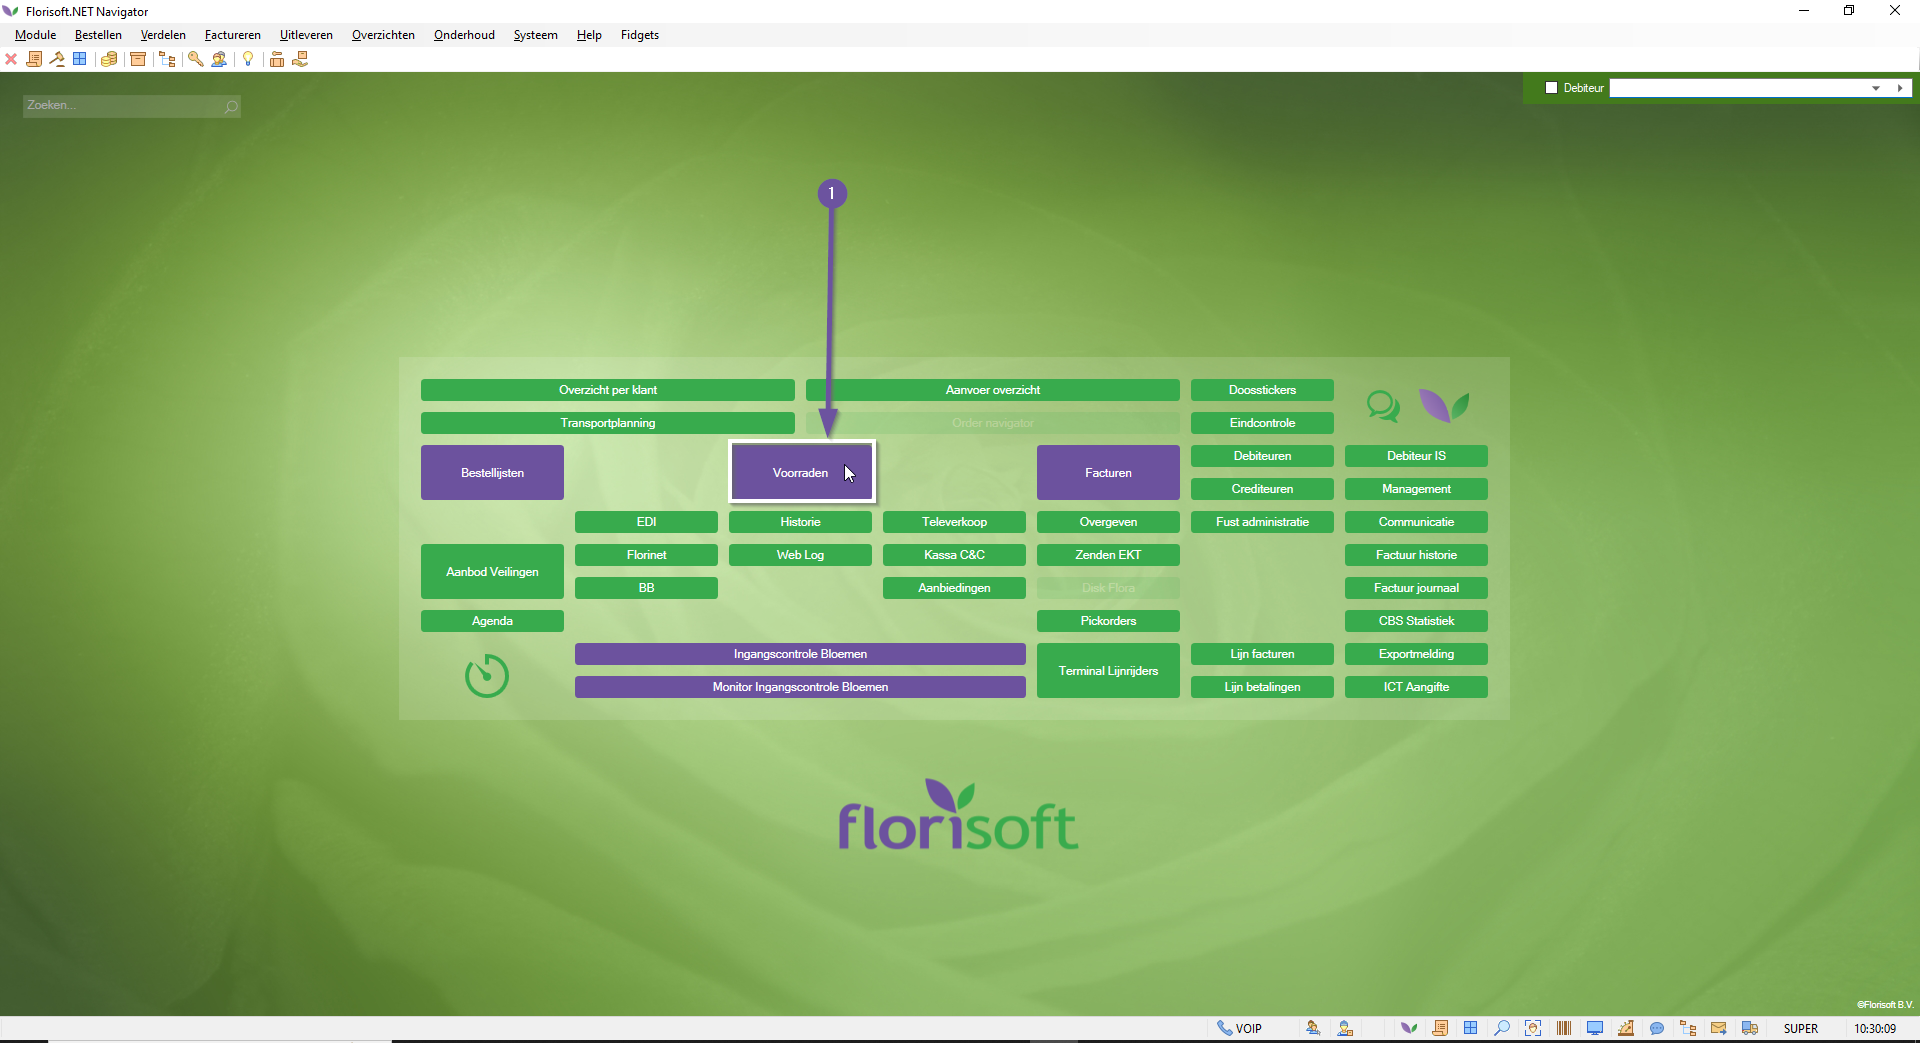 Florisoft.NET Navigator
Module Bestellen Verdelen Factureren Uitleveren Overzichten Onderhoud Systeem Help Fidgets
Zoeken...
Debiteur
1
Overzicht per klant Aanvoer overzicht Doosstickers
Transportplanning Order navigator Eindcontrole
Bestellijsten Voorraden Facturen Debiteuren Debiteur IS
Crediteuren Management
EDI Historie Televerkoop Overgeven Fust administratie Communicatie
Aanbod Veilingen Florinet Web Log Kassa C&C Zenden EKT Factuur historie
BB Aanbiedingen Disk Flora Factuur journaal
Agenda Pickorders CBS Statistiek
Ingangscontrole Bloemen Terminal Lijnrijders Lijn facturen Exportmelding
Monitor Ingangscontrole Bloemen Lijn betalingen ICT Aangifte
florisoft
©Florisoft B.V.
VOIP SUPER 10:30:09